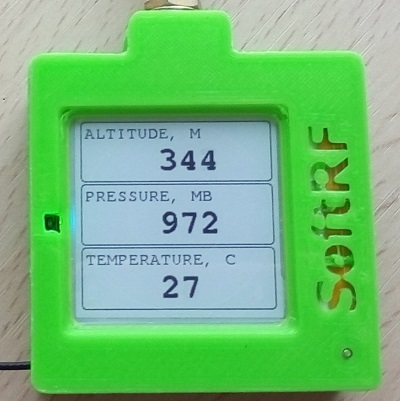 ALTITUDE, M
344
PRESSURE, MB
972
TEMPERATURE, C
27
SoftRF